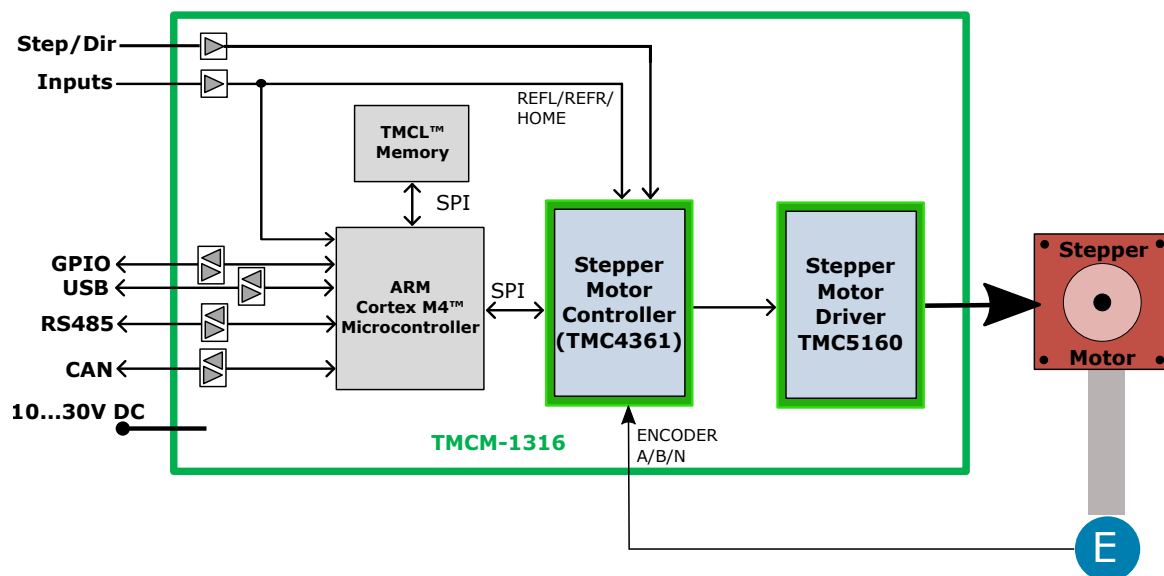 Step/Dir
Inputs
REFL/REFR/
HOME
TMCL™
Memory
SPI
GPIO
USB
RS485
CAN
10...30V DC
ARM
Cortex M4™
Microcontroller
SPI
Stepper
Motor
Controller
(TMC4361)
Stepper
Motor
Driver
TMC5160
Stepper
Motor
TMCM-1316
ENCODER
A/B/N
E